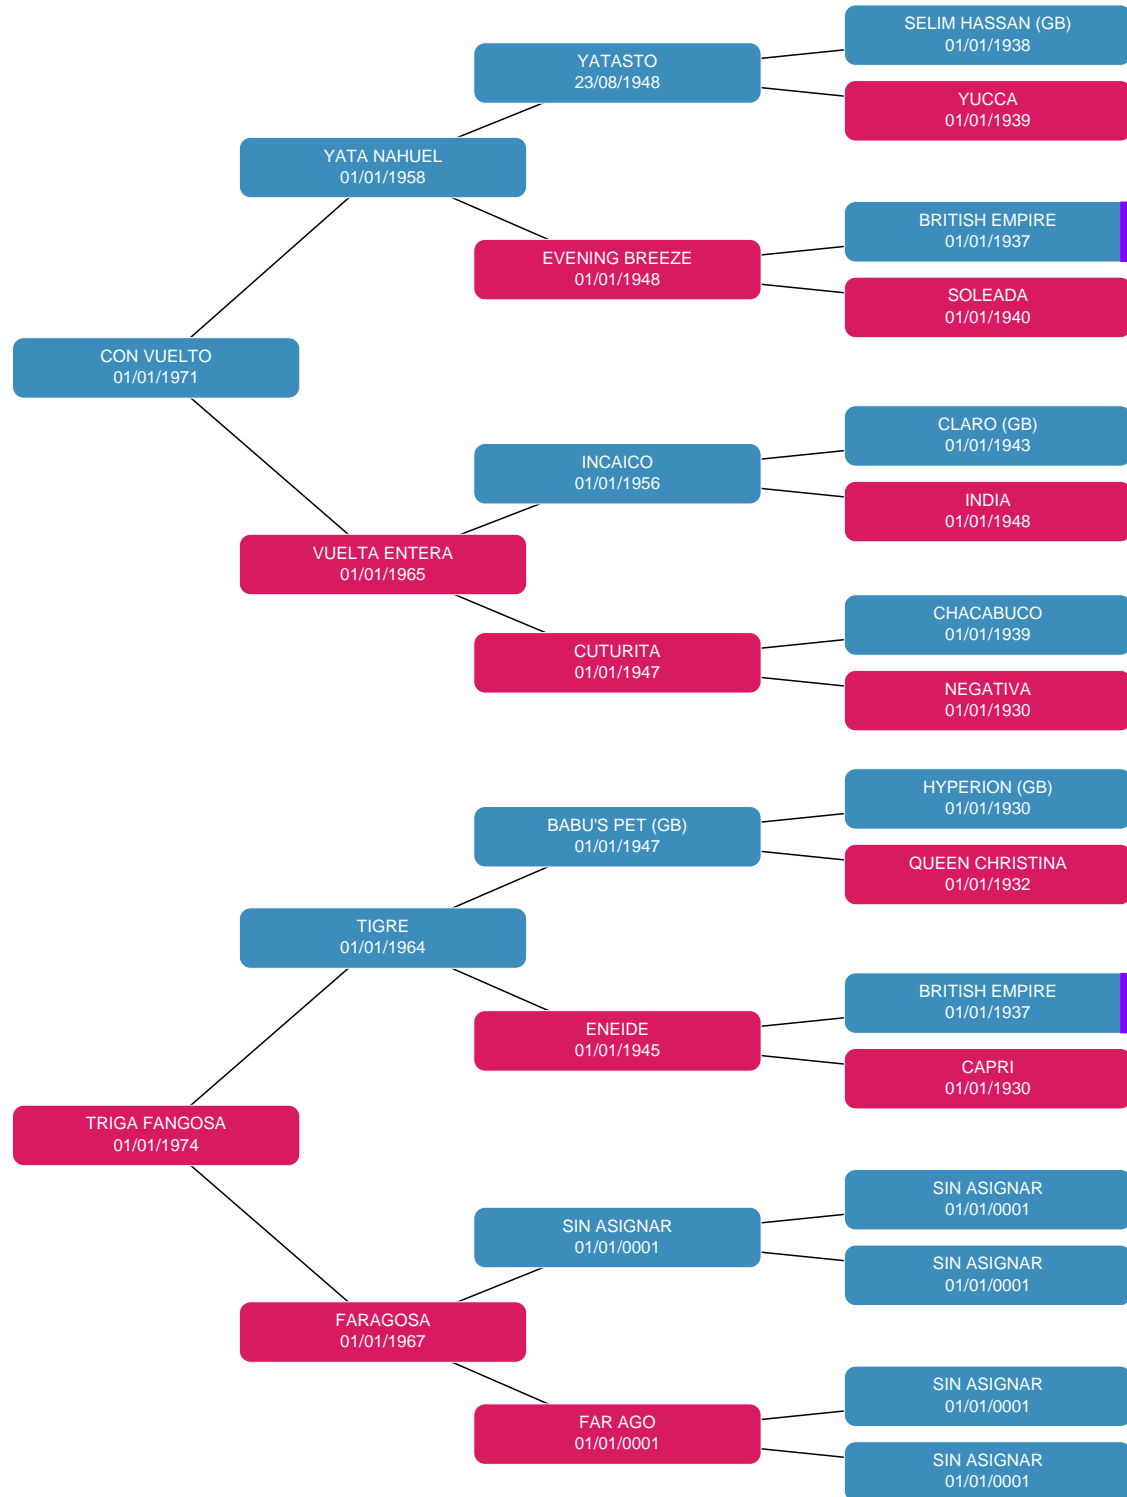 SELIM HASSAN (GB)
01/01/1938
YATASTO
23/08/1948
YUCCA
01/01/1939
YATA NAHUEL
01/01/1958
BRITISH EMPIRE
01/01/1937
EVENING BREEZE
01/01/1948
SOLEADA
01/01/1940
CON VUELTO
01/01/1971
CLARO (GB)
01/01/1943
INCAICO
01/01/1956
INDIA
01/01/1948
VUELTA ENTERA
01/01/1965
CHACABUCO
01/01/1939
CUTURITA
01/01/1947
NEGATIVA
01/01/1930
HYPERION (GB)
01/01/1930
BABU'S PET (GB)
01/01/1947
QUEEN CHRISTINA
01/01/1932
TIGRE
01/01/1964
BRITISH EMPIRE
01/01/1937
ENEIDE
01/01/1945
CAPRI
01/01/1930
TRIGA FANGOSA
01/01/1974
SIN ASIGNAR
01/01/0001
SIN ASIGNAR
01/01/0001
SIN ASIGNAR
01/01/0001
FARAGOSA
01/01/1967
SIN ASIGNAR
01/01/0001
FAR AGO
01/01/0001
SIN ASIGNAR
01/01/0001